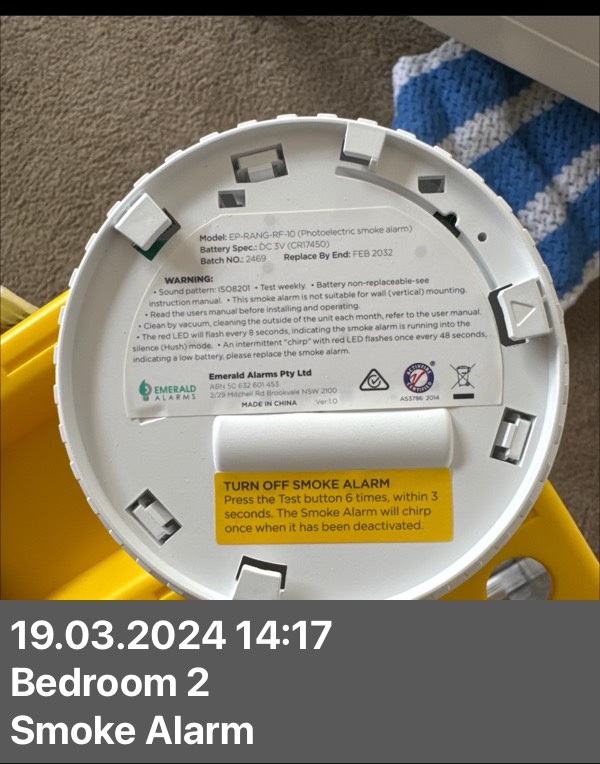 Model: EP-RANG-RF-10 (Photoelectric smoke alarm)
Battery Spec.: DC 3V (CR17450)
Batch NO.: 2469 Replace By End: FEB 2032
WARNING:
• Sound pattern: ISO8201 • Test weekly. • Battery non-replaceable-see
instruction manual. • This smoke alarm is not suitable for wall (vertical) mounting.
• Read the users manual before installing and operating.
• Clean by vacuum, cleaning the outside of the unit each month, refer to the user manual.
• The red LED will flash every 8 seconds, indicating the smoke alarm is running into the
silence (Hush) mode. • An intermittent "chirp" with red LED flashes once every 48 seconds,
indicating a low battery, please replace the smoke alarm.
Emerald Alarms Pty Ltd
ABN 50 632 601 453
2/29 Mitchell Rd Brookvale NSW 2100
MADE IN CHINA Ver1.0
EMERALD
ALARMS
ACTIVFIRE
CERTIFIED
AS3786: 2014
TURN OFF SMOKE ALARM
Press the Test button 6 times, within 3
seconds. The Smoke Alarm will chirp
once when it has been deactivated.
19.03.2024 14:17
Bedroom 2
Smoke Alarm